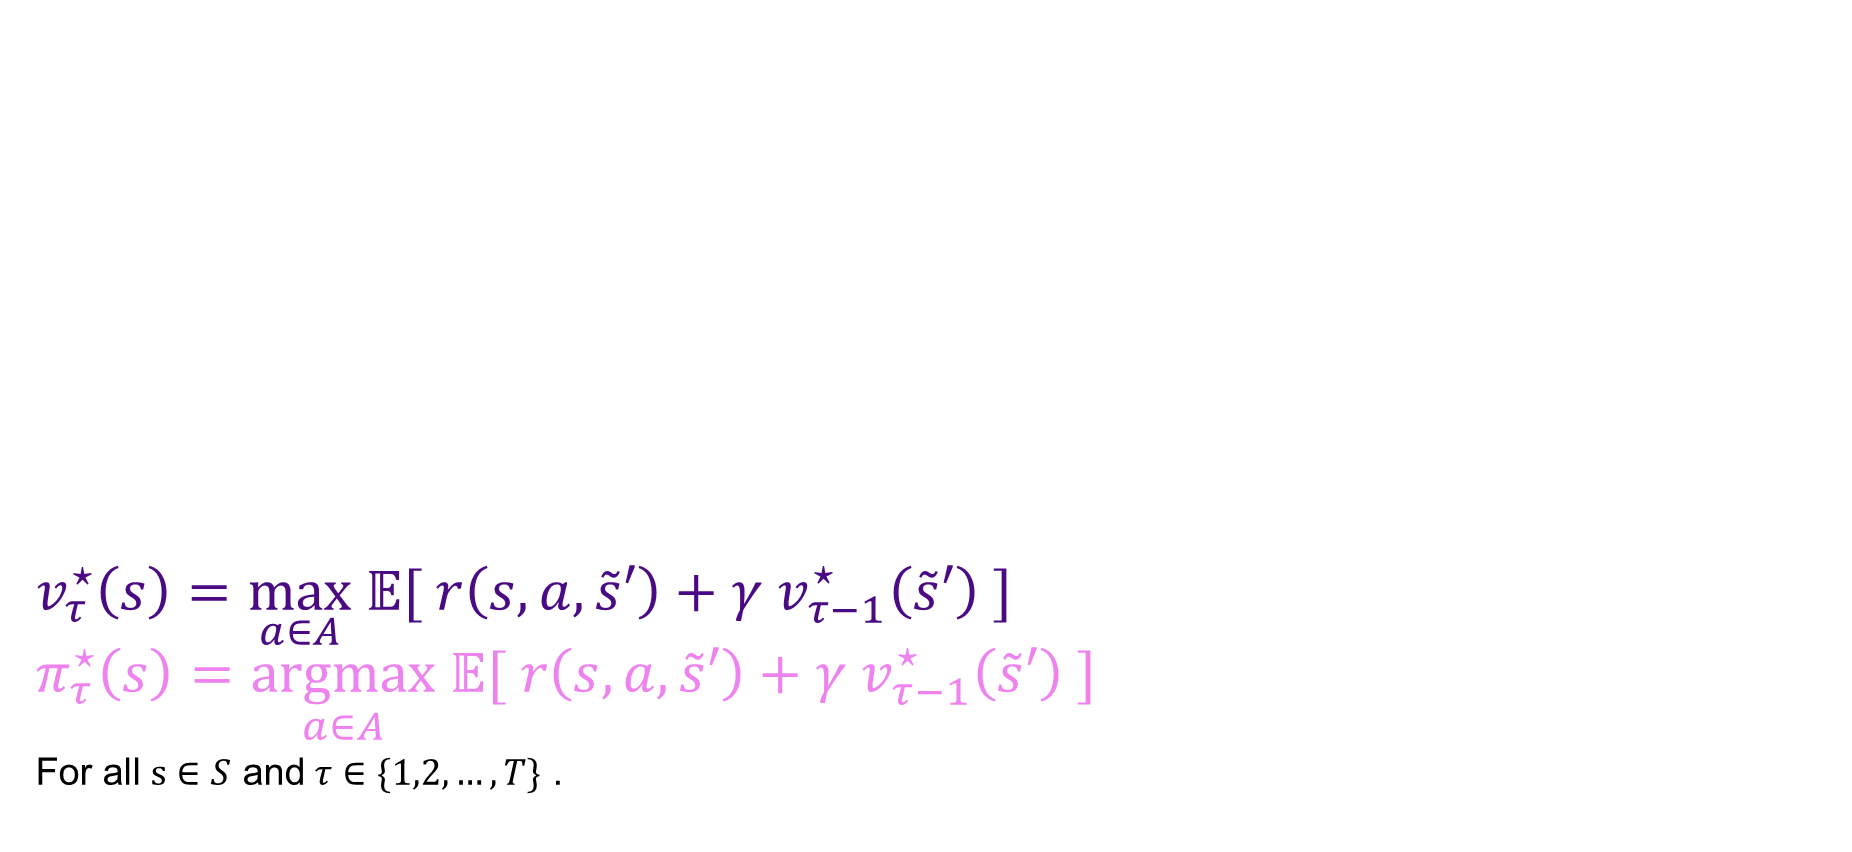 v⋆τ(s) = max a∈A 𝔼[ r(s, a, s̃′) + γ v⋆τ−1(s̃′) ]
π⋆τ(s) = argmax a∈A 𝔼[ r(s, a, s̃′) + γ v⋆τ−1(s̃′) ]
For all s ∈ S and τ ∈ {1,2, … , T} .